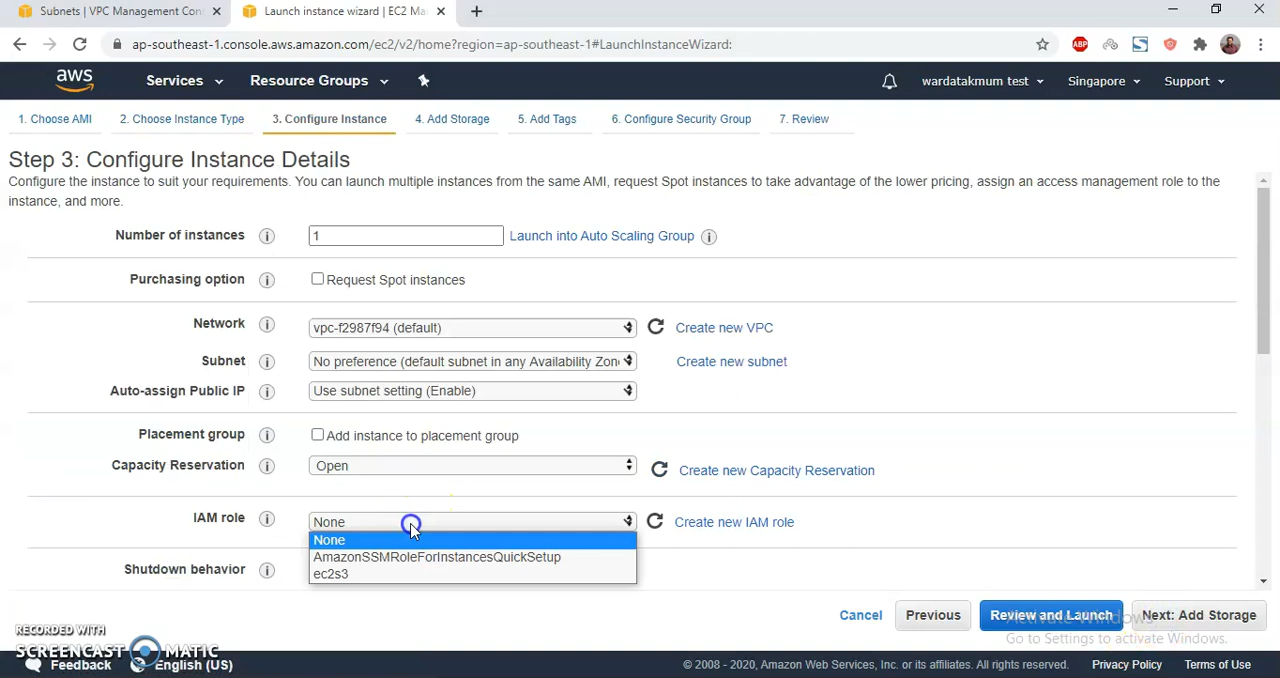 Subnets | VPC Management Con
Launch instance wizard | EC2 Ma
ap-southeast-1.console.aws.amazon.com/ec2/v2/home?region=ap-southeast-1#LaunchInstanceWizard:
ABP
aws Services Resource Groups wardatakmum test Singapore Support
1. Choose AMI 2. Choose Instance Type 3. Configure Instance 4. Add Storage 5. Add Tags 6. Configure Security Group 7. Review
Step 3: Configure Instance Details
Configure the instance to suit your requirements. You can launch multiple instances from the same AMI, request Spot instances to take advantage of the lower pricing, assign an access management role to the
instance, and more.
Number of instances i 1 Launch into Auto Scaling Group i
Purchasing option i Request Spot instances
Network i vpc-f2987f94 (default) Create new VPC
Subnet i No preference (default subnet in any Availability Zon Create new subnet
Auto-assign Public IP i Use subnet setting (Enable)
Placement group i Add instance to placement group
Capacity Reservation i Open Create new Capacity Reservation
IAM role i None Create new IAM role
None
AmazonSSMRoleForInstancesQuickSetup
ec2s3
Shutdown behavior i
Cancel Previous Review and Launch Next: Add Storage
Activate Windows
Go to Settings to activate Windows.
RECORDED WITH
SCREENCAST MATIC
Feedback English (US) © 2008 - 2020, Amazon Web Services, Inc. or its affiliates. All rights reserved. Privacy Policy Terms of Use